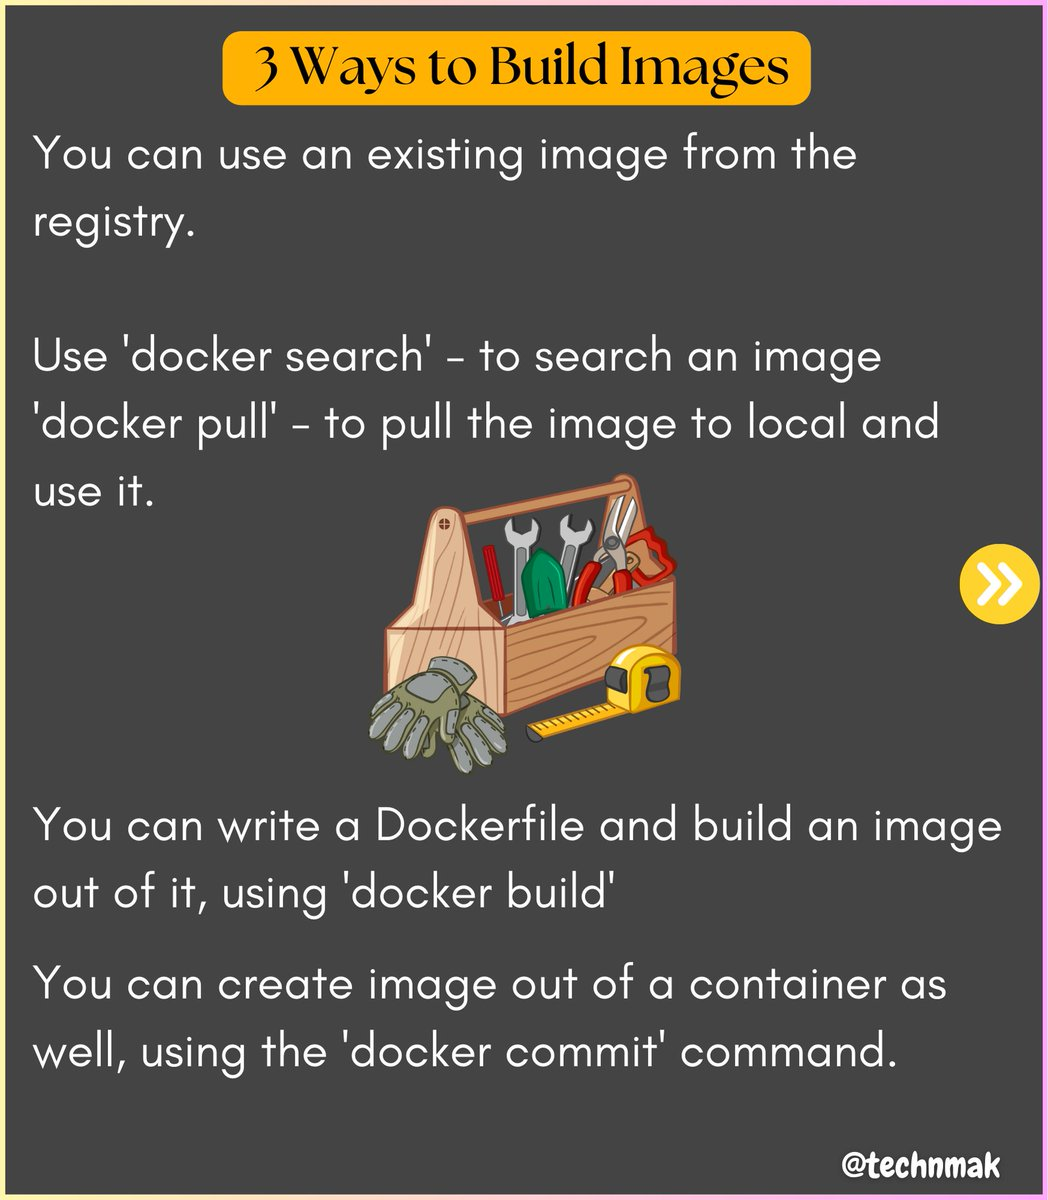 3 Ways to Build Images
You can use an existing image from the
registry.
Use 'docker search' - to search an image
'docker pull' - to pull the image to local and
use it.
You can write a Dockerfile and build an image
out of it, using 'docker build'
You can create image out of a container as
well, using the 'docker commit' command.
@technmak